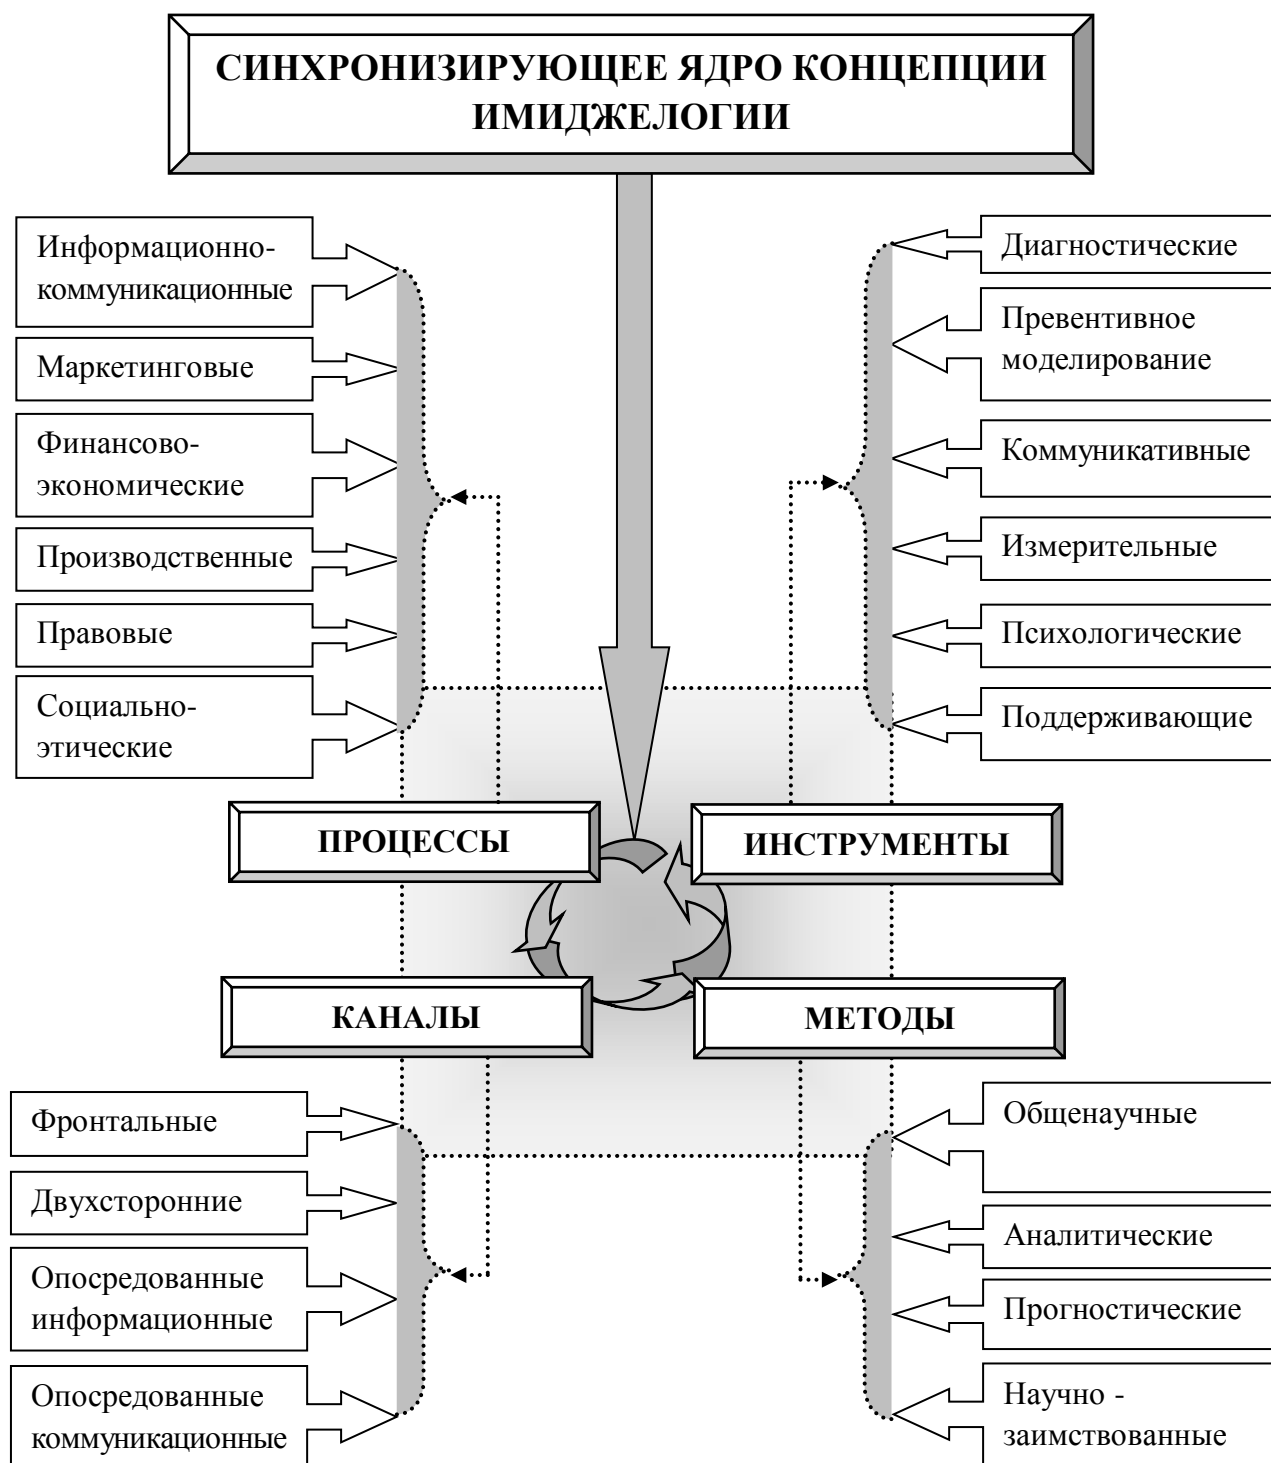 СИНХРОНИЗИРУЮЩЕЕ ЯДРО КОНЦЕПЦИИ
ИМИДЖЕЛОГИИ
Информационно-
коммуникационные
Маркетинговые
Финансово-
экономические
Производственные
Правовые
Социально-
этические
Диагностические
Превентивное
моделирование
Коммуникативные
Измерительные
Психологические
Поддерживающие
ПРОЦЕССЫ
ИНСТРУМЕНТЫ
КАНАЛЫ
МЕТОДЫ
Фронтальные
Двухсторонние
Опосредованные
информационные
Опосредованные
коммуникационные
Общенаучные
Аналитические
Прогностические
Научно -
заимствованные